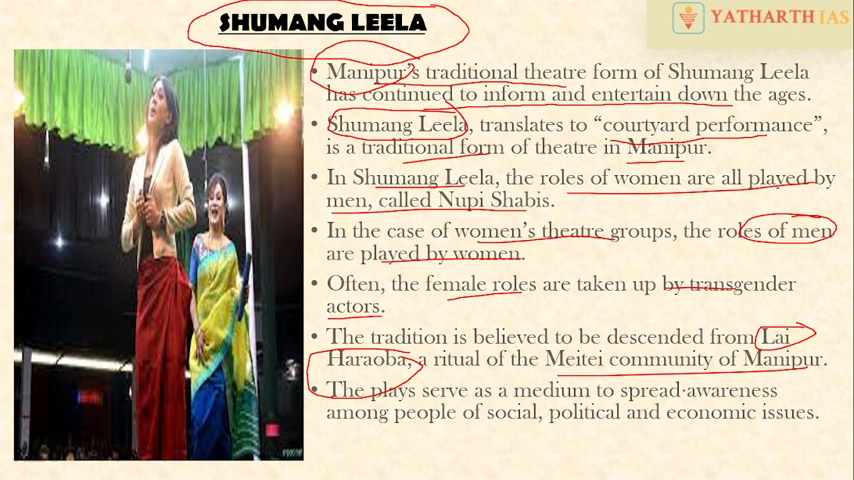 SHUMANG LEELA
YATHARTH IAS
• Manipur's traditional theatre form of Shumang Leela
has continued to inform and entertain down the ages.
• Shumang Leela, translates to “courtyard performance”,
is a traditional form of theatre in Manipur.
• In Shumang Leela, the roles of women are all played by
men, called Nupi Shabis.
• In the case of women's theatre groups, the roles of men
are played by women.
• Often, the female roles are taken up by transgender
actors.
• The tradition is believed to be descended from Lai
Haraoba, a ritual of the Meitei community of Manipur.
• The plays serve as a medium to spread·awareness
among people of social, political and economic issues.